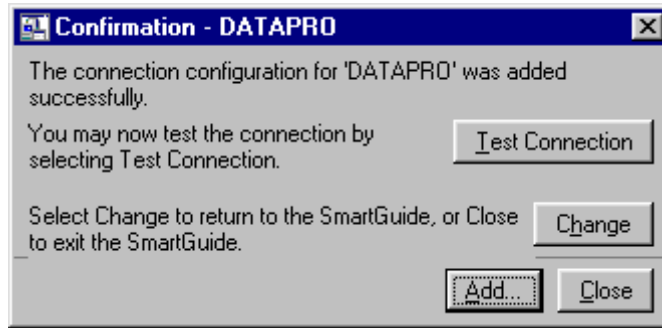 Confirmation - DATAPRO
The connection configuration for 'DATAPRO' was added
successfully.
You may now test the connection by
selecting Test Connection.
Test Connection
Select Change to return to the SmartGuide, or Close
to exit the SmartGuide.
Change
Add...
Close